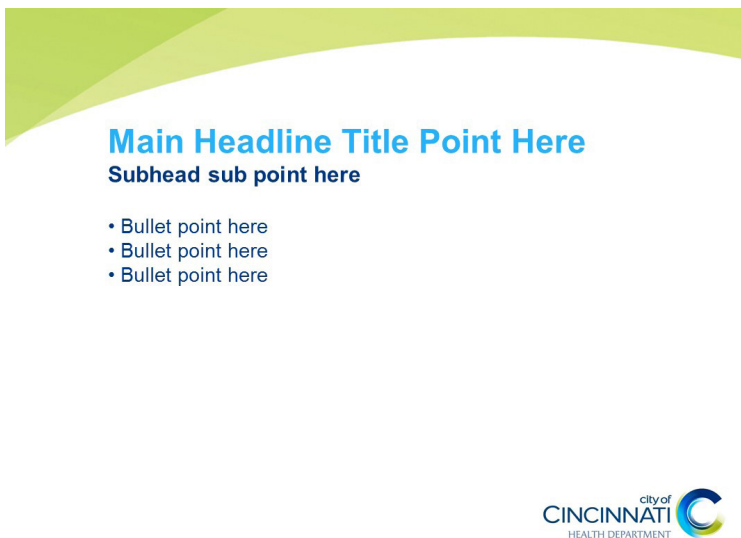 Main Headline Title Point Here
Subhead sub point here
• Bullet point here
• Bullet point here
• Bullet point here
city of
CINCINNATI
HEALTH DEPARTMENT